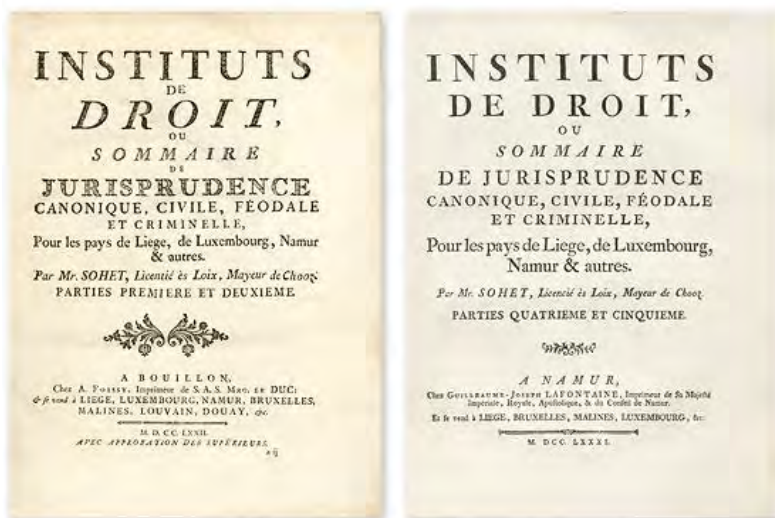 INSTITUTS
DE
DROIT,
OU
SOMMAIRE
DE
JURISPRUDENCE
CANONIQUE, CIVILE, FÉODALE
ET CRIMINELLE,
Pour les pays de Liege, de Luxembourg, Namur
& autres.
Par Mr. SOHET, Licentié ès Loix, Mayeur de Chooz.
PARTIES PREMIERE ET DEUXIEME.
A BOUILLON,
Chez A. FOISSY, Imprimeur de S. A. S. MGR. LE DUC:
& se vend à LIEGE, LUXEMBOURG, NAMUR, BRUXELLES,
MALINES, LOUVAIN, DOUAY, &c.
M. D. CC. LXXII.
AVEC APPROBATION DES SUPÉRIEURS.
a ij
INSTITUTS
DE DROIT,
OU
SOMMAIRE
DE JURISPRUDENCE
CANONIQUE, CIVILE, FÉODALE
ET CRIMINELLE,
Pour les pays de Liege, de Luxembourg,
Namur & autres.
Par Mr. SOHET, Licentié ès Loix, Mayeur de Chooz.
PARTIES QUATRIEME ET CINQUIEME.
A NAMUR,
Chez GUILLEAUME-JOSEPH LAFONTAINE, Imprimeur de Sa Majesté
Impériale, Royale, Apostolique, & du Conseil de Namur.
Et se vend à LIEGE, BRUXELLES, MALINES, LUXEMBOURG, &c.
M. DCC. LXXXI.